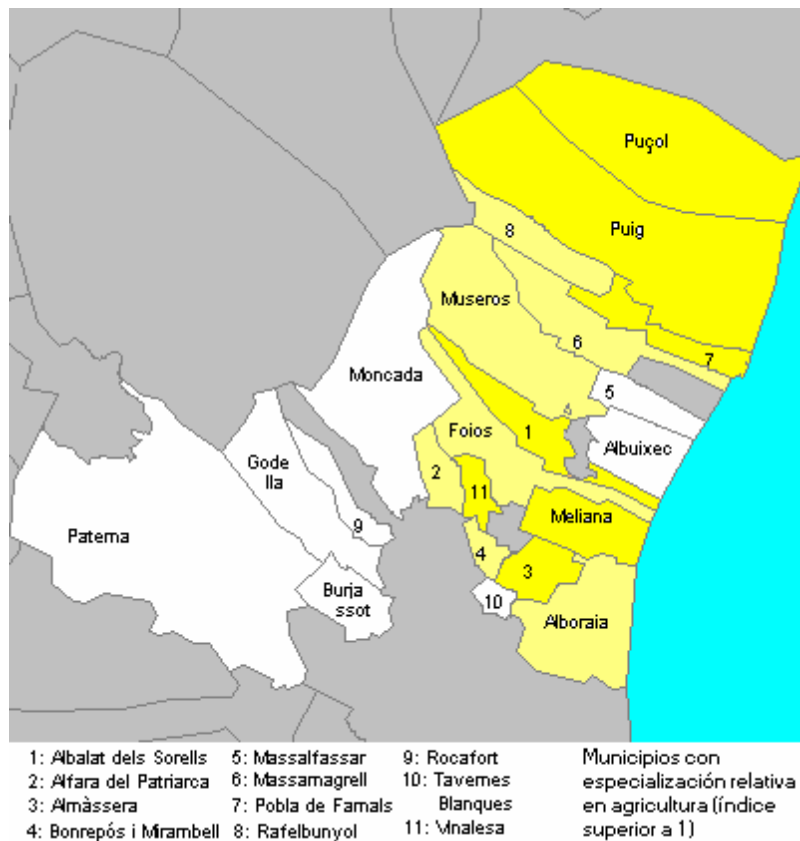 Puçol
Puig
8
Museros
6
7
Moncada
5
Foios
1
Albuixec
Gode
lla
2
11
9
Meliana
Paterna
4
3
Burja
ssot
10
Alboraia
1: Albalat dels Sorells
2: Alfara del Patriarca
3: Almàssera
4: Bonrepós i Mirambell
5: Massalfassar
6: Massamagrell
7: Pobla de Farnals
8: Rafelbunyol
9: Rocafort
10: Tavernes
Blanques
11: Vinalesa
Municipios con
especialización relativa
en agricultura (índice
superior a 1)